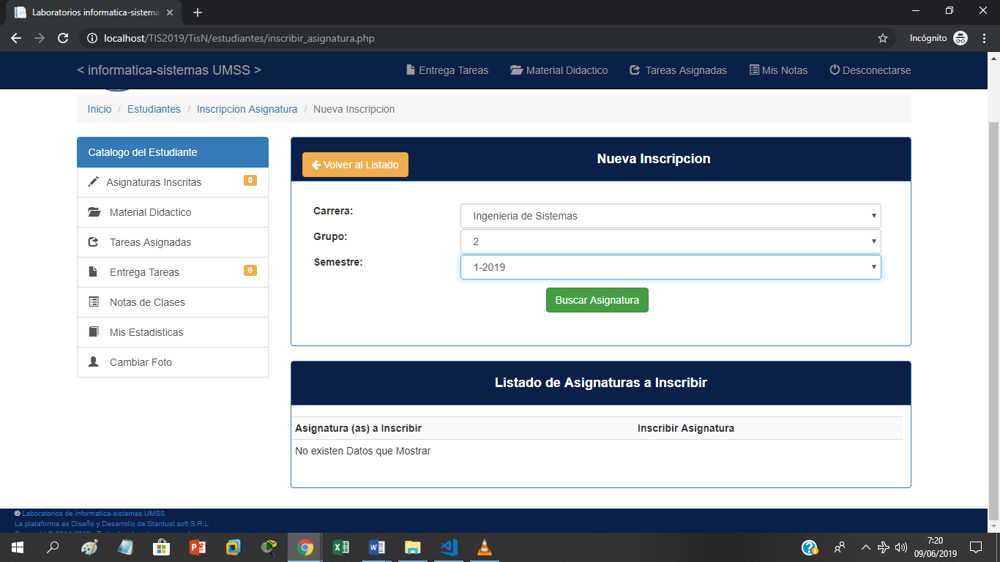 Laboratorios informatica-sistema
localhost/TIS2019/TisN/estudiantes/inscribir_asignatura.php
Incógnito
< informatica-sistemas UMSS >
Entrega Tareas
Material Didactico
Tareas Asignadas
Mis Notas
Desconectarse
Inicio / Estudiantes / Inscripcion Asignatura / Nueva Inscripcion
Catalogo del Estudiante
Asignaturas Inscritas 0
Material Didactico
Tareas Asignadas
Entrega Tareas 0
Notas de Clases
Mis Estadisticas
Cambiar Foto
Volver al Listado
Nueva Inscripcion
Carrera: Ingenieria de Sistemas
Grupo: 2
Semestre: 1-2019
Buscar Asignatura
Listado de Asignaturas a Inscribir
Asignatura (as) a Inscribir Inscribir Asignatura
No existen Datos que Mostrar
© Laboratorios de informatica-sistemas UMSS
La plataforma es Diseño y Desarrollo de Stardust soft S.R.L
7:20
09/06/2019